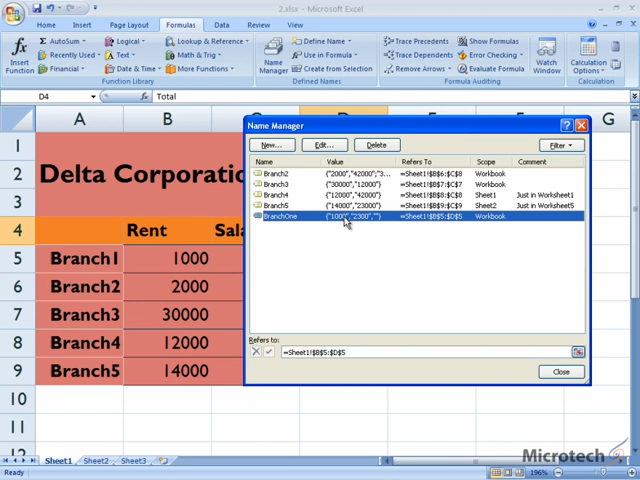 2.xlsx - Microsoft Excel
Home Insert Page Layout Formulas Data Review View
fx
Insert Function
Σ AutoSum
Recently Used
Financial
Logical
Text
Date & Time
Lookup & Reference
Math & Trig
More Functions
Function Library
Name Manager
Define Name
Use in Formula
Create from Selection
Defined Names
Trace Precedents
Trace Dependents
Remove Arrows
Show Formulas
Error Checking
Formula Auditing
Watch Window
Calculation Options
Calculation
D4 fx Total
A B G
1
2 Delta Corporatio
3
4 Rent Sala
5 Branch1 1000
6 Branch2 2000
7 Branch3 30000
8 Branch4 12000
9 Branch5 14000
10
11
12
Name Manager
New... Edit... Delete Filter
Name Value Refers To Scope Comment
Branch2 {"2000","42000";"3... =Sheet1!$B$6:$C$8 Workbook
Branch3 {"30000","12000"} =Sheet1!$B$7:$C$7 Workbook
Branch4 {"12000","42000"} =Sheet1!$B$8:$C$8 Sheet1 Just in Worksheet1
Branch5 {"14000","23000"} =Sheet1!$B$9:$C$9 Sheet2 Just in Worksheet5
BranchOne {"1000","2300",""} =Sheet1!$B$5:$D$5 Workbook
Refers to:
=Sheet1!$B$5:$D$5
Close
Sheet1 Sheet2 Sheet3
Microtech
Ready 196%